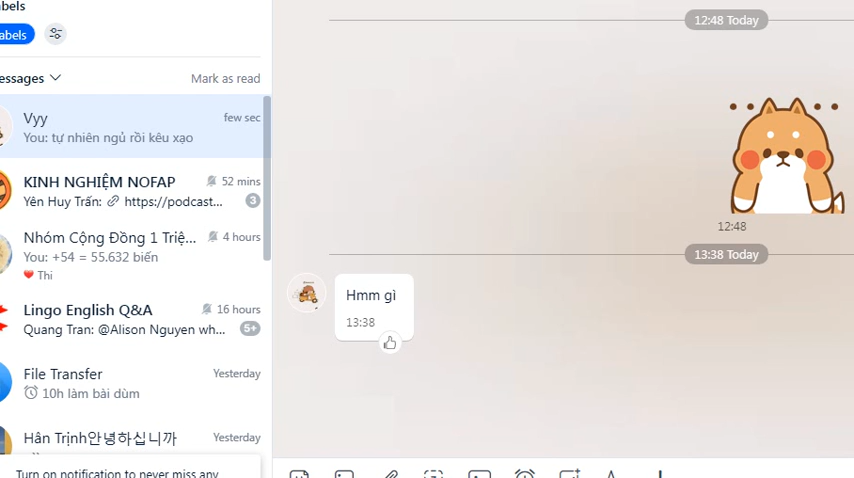 abels
abels
essages
Mark as read
Vyy
few sec
You: tự nhiên ngủ rồi kêu xạo
KINH NGHIỆM NOFAP
52 mins
Yên Huy Trấn: https://podcast...
3
Nhóm Cộng Đồng 1 Triệ...
4 hours
You: +54 = 55.632 biến
Thi
Lingo English Q&A
16 hours
Quang Tran: @Alison Nguyen wh...
5+
File Transfer
Yesterday
10h làm bài dùm
Hân Trịnh안녕하십니까
Yesterday
Turn on notification to never miss any
12:48 Today
12:48
13:38 Today
Hmm gì
13:38